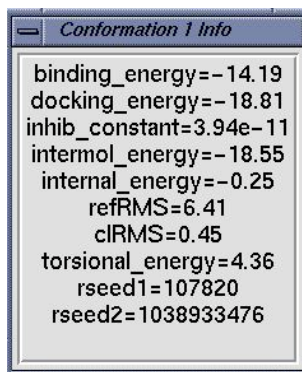 Conformation 1 Info
binding_energy=-14.19
docking_energy=-18.81
inhib_constant=3.94e-11
intermol_energy=-18.55
internal_energy=-0.25
refRMS=6.41
clRMS=0.45
torsional_energy=4.36
rseed1=107820
rseed2=1038933476